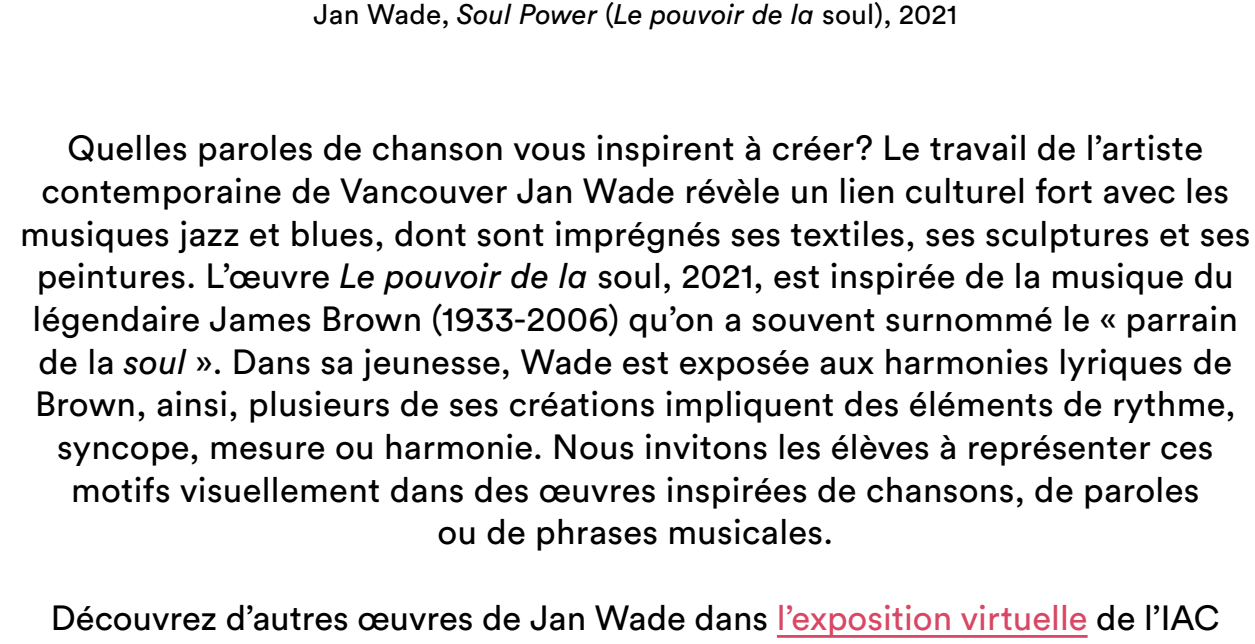 Jan Wade, Soul Power (Le pouvoir de la soul), 2021
Quelles paroles de chanson vous inspirent à créer? Le travail de l’artiste
contemporaine de Vancouver Jan Wade révèle un lien culturel fort avec les
musiques jazz et blues, dont sont imprégnés ses textiles, ses sculptures et ses
peintures. L’œuvre Le pouvoir de la soul, 2021, est inspirée de la musique du
légendaire James Brown (1933-2006) qu’on a souvent surnommé le « parrain
de la soul ». Dans sa jeunesse, Wade est exposée aux harmonies lyriques de
Brown, ainsi, plusieurs de ses créations impliquent des éléments de rythme,
syncope, mesure ou harmonie. Nous invitons les élèves à représenter ces
motifs visuellement dans des œuvres inspirées de chansons, de paroles
ou de phrases musicales.
Découvrez d'autres œuvres de Jan Wade dans l’exposition virtuelle de l’IAC